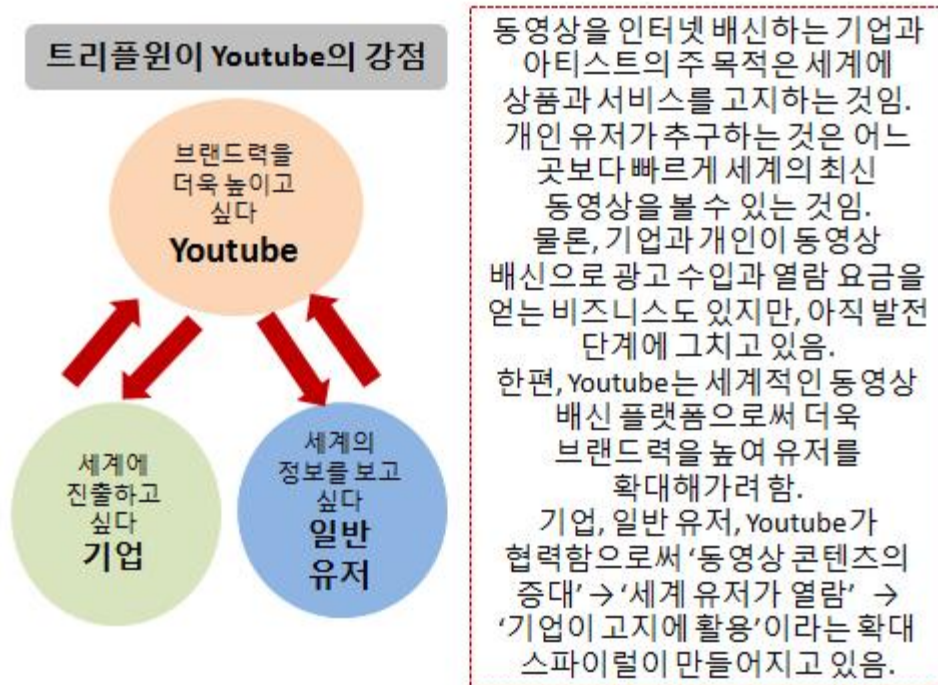 트리플윈이 Youtube의 강점
브랜드력을
더욱 높이고
싶다
Youtube
세계에
진출하고
싶다
기업
세계의
정보를 보고
싶다
일반
유저
동영상을 인터넷 배신하는 기업과
아티스트의 주 목적은 세계에
상품과 서비스를 고지하는 것임.
개인 유저가 추구하는 것은 어느
곳보다 빠르게 세계의 최신
동영상을 볼 수 있는 것임.
물론, 기업과 개인이 동영상
배신으로 광고 수입과 열람 요금을
얻는 비즈니스도 있지만, 아직 발전
단계에 그치고 있음.
한편, Youtube는 세계적인 동영상
배신 플랫폼으로써 더욱
브랜드력을 높여 유저를
확대해가려 함.
기업, 일반 유저, Youtube가
협력함으로써 ‘동영상 콘텐츠의
증대’ → ‘세계 유저가 열람’ →
‘기업이 고지에 활용’이라는 확대
스파이럴이 만들어지고 있음.